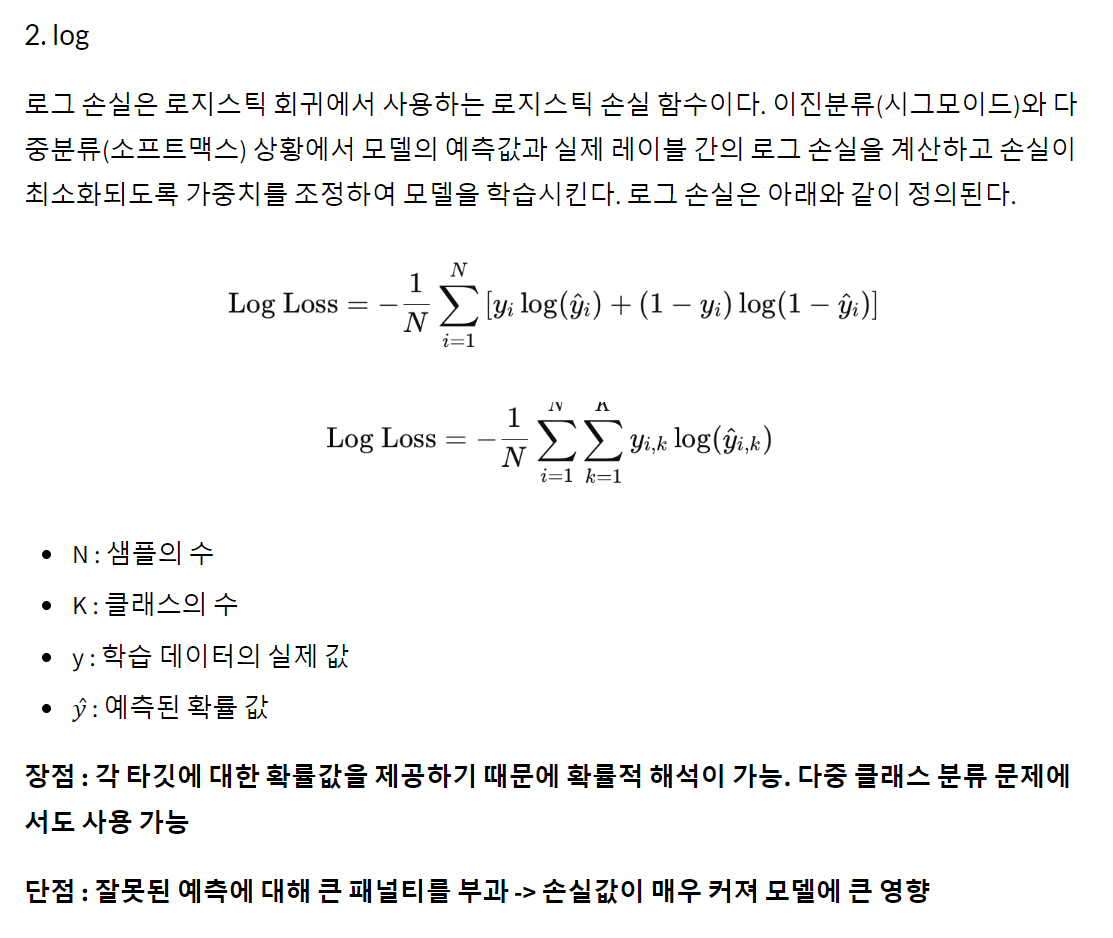 2. log
로그 손실은 로지스틱 회귀에서 사용하는 로지스틱 손실 함수이다. 이진분류(시그모이드)와 다
중분류(소프트맥스) 상황에서 모델의 예측값과 실제 레이블 간의 로그 손실을 계산하고 손실이
최소화되도록 가중치를 조정하여 모델을 학습시킨다. 로그 손실은 아래와 같이 정의된다.
Log Loss = −\frac{1}{N} \sum_{i=1}^{N} [y_i log(ŷ_i) + (1 − y_i) log(1 − ŷ_i)]
Log Loss = −\frac{1}{N} \sum_{i=1}^{N} \sum_{k=1}^{K} y_{i,k} log(ŷ_{i,k})
• N : 샘플의 수
• K : 클래스의 수
• y : 학습 데이터의 실제 값
• ŷ : 예측된 확률 값
장점 : 각 타깃에 대한 확률값을 제공하기 때문에 확률적 해석이 가능. 다중 클래스 분류 문제에
서도 사용 가능
단점 : 잘못된 예측에 대해 큰 패널티를 부과 -> 손실값이 매우 커져 모델에 큰 영향